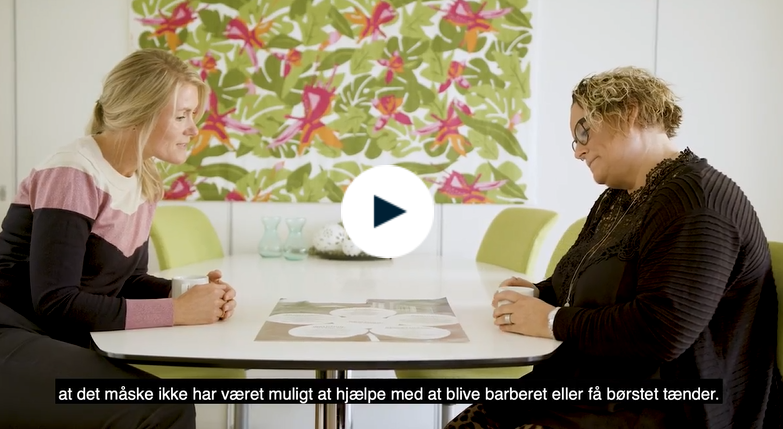 at det måske ikke har været muligt at hjælpe med at blive barberet eller få børstet tænder.